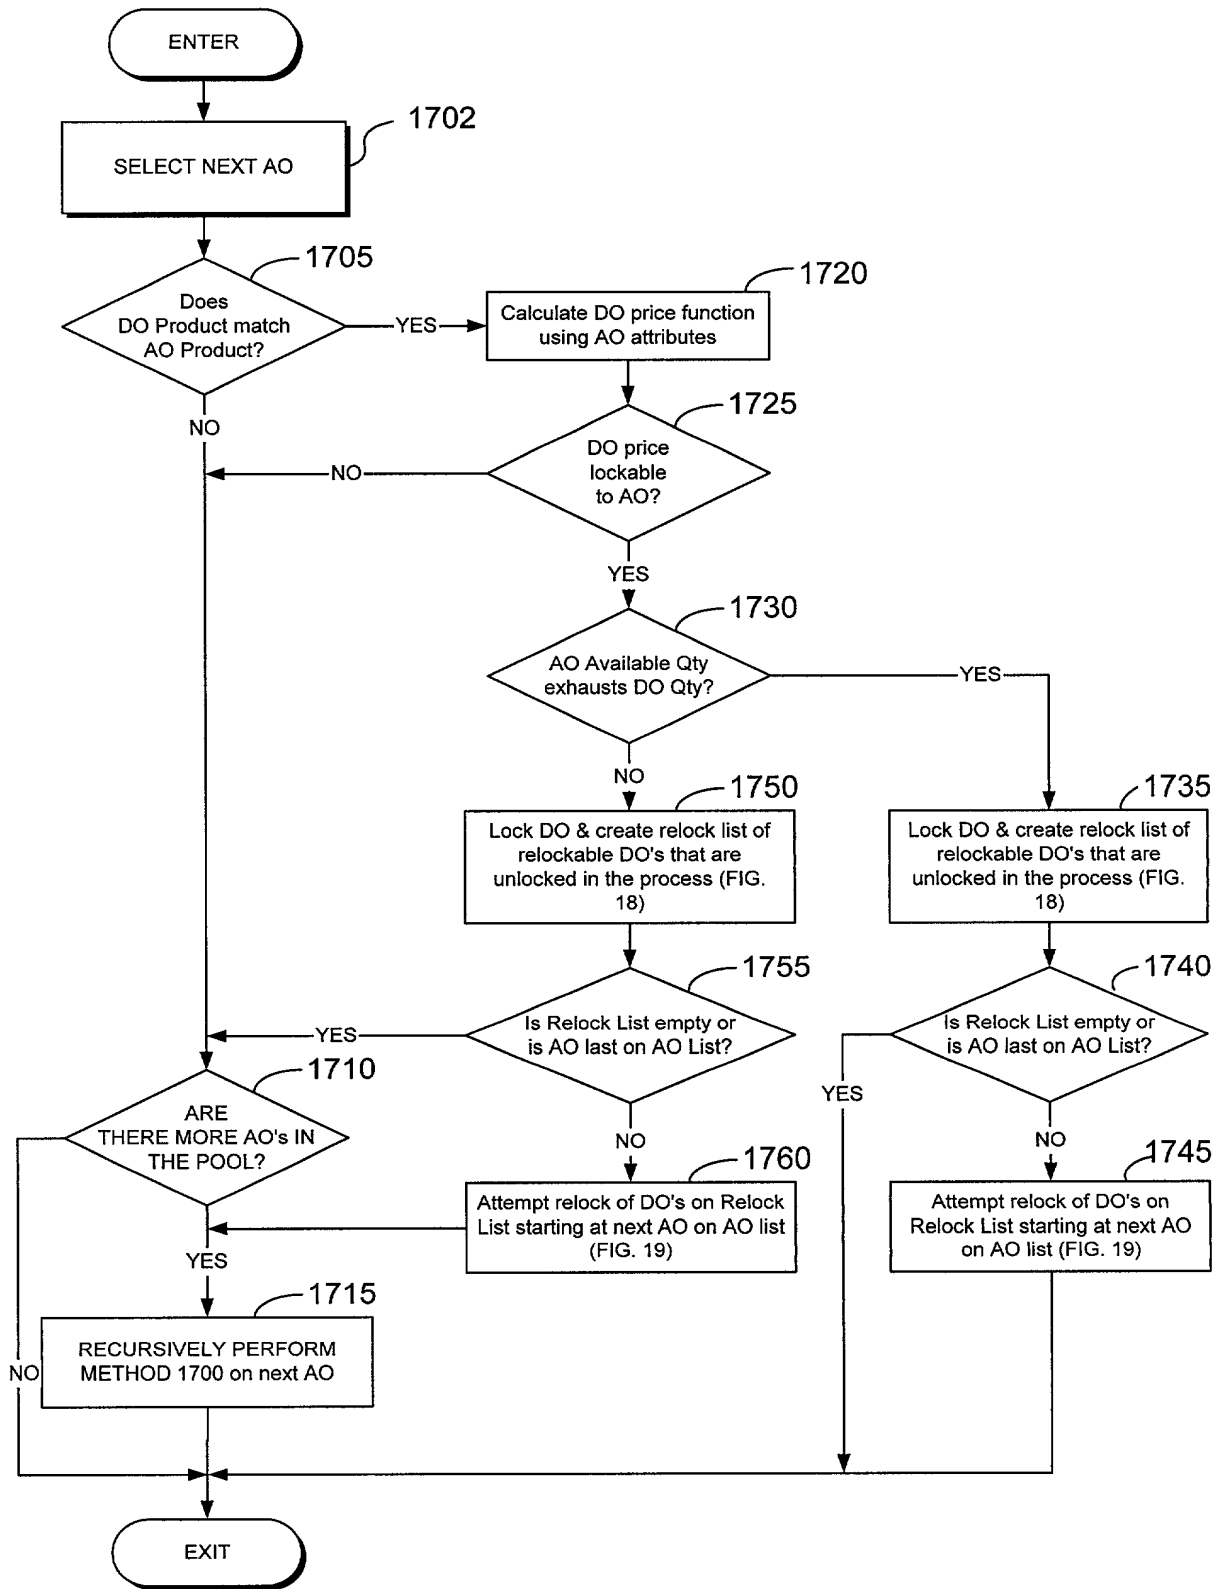 ENTER
1702
SELECT NEXT AO
1705
Does
DO Product match
AO Product?
YES
1720
Calculate DO price function
using AO attributes
NO
1725
DO price
lockable
to AO?
NO
YES
1730
AO Available Qty
exhausts DO Qty?
YES
NO
1750
Lock DO & create relock list of
relockable DO's that are
unlocked in the process (FIG.
18)
1735
Lock DO & create relock list of
relockable DO's that are
unlocked in the process (FIG.
18)
1755
Is Relock List empty or
is AO last on AO List?
YES
1740
Is Relock List empty or
is AO last on AO List?
YES
1710
ARE
THERE MORE AO's IN
THE POOL?
NO
NO
1760
Attempt relock of DO's on Relock
List starting at next AO on AO list
(FIG. 19)
1745
Attempt relock of DO's on
Relock List starting at next AO
on AO list (FIG. 19)
YES
1715
RECURSIVELY PERFORM
METHOD 1700 on next AO
NO
EXIT